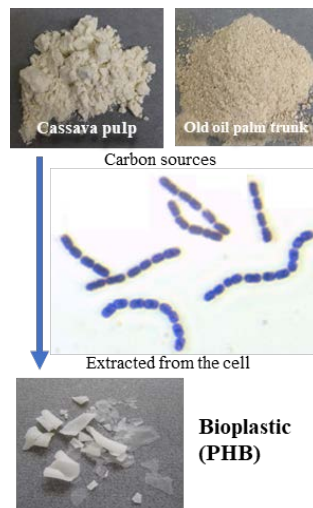 Cassava pulp
Old oil palm trunk
Carbon sources
Extracted from the cell
Bioplastic
(PHB)